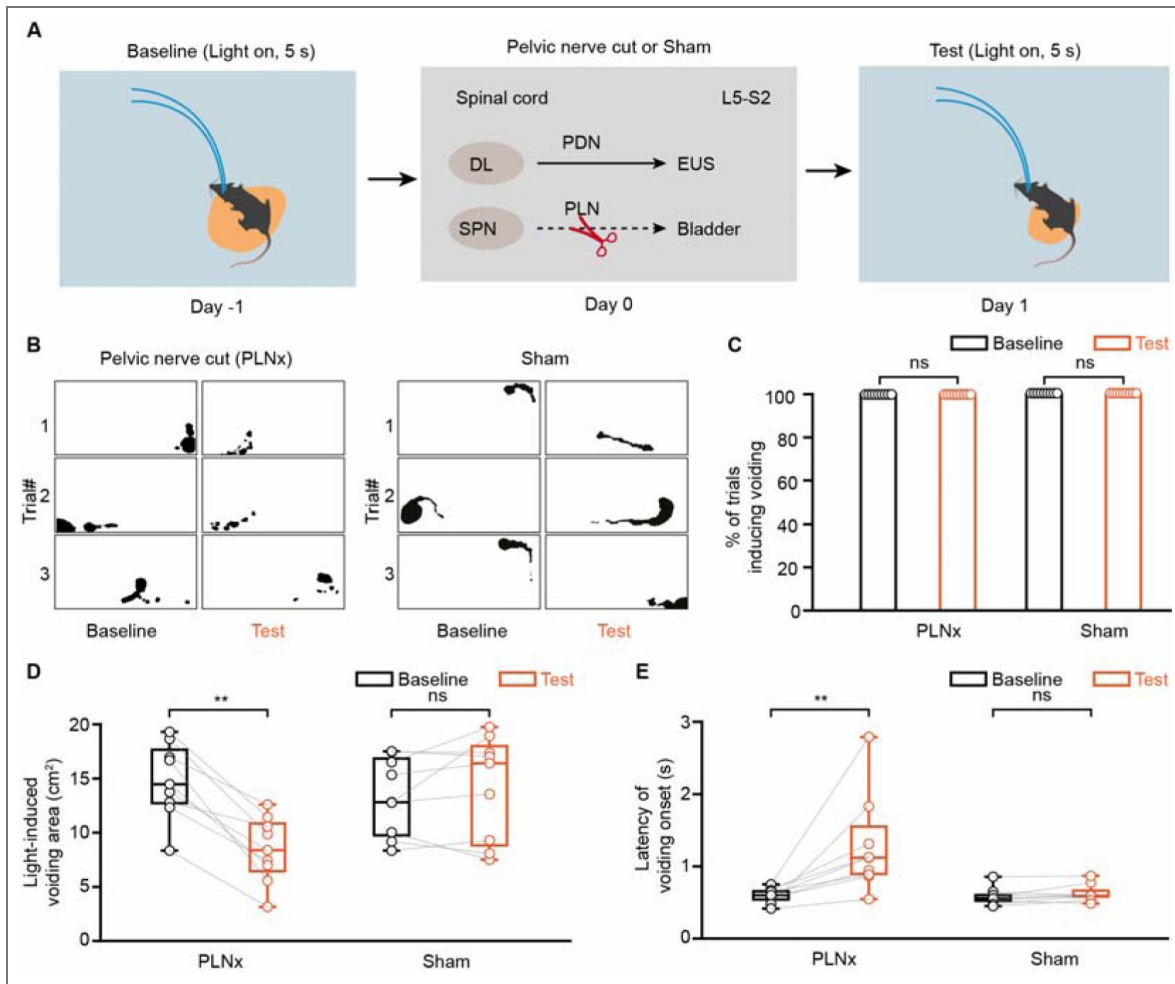 A
Baseline (Light on, 5 s)
Pelvic nerve cut or Sham
Test (Light on, 5 s)
Spinal cord
L5-S2
DL
PDN
EUS
SPN
PLN
Bladder
Day -1
Day 0
Day 1
B
Pelvic nerve cut (PLNx)
Sham
Trial#
1
2
3
Baseline
Test
Trial#
1
2
3
Baseline
Test
C
Baseline
Test
ns
ns
% of trials
inducing voiding
100
80
60
40
20
0
PLNx
Sham
D
Baseline
Test
**
ns
Light-induced
voiding area (cm²)
20
15
10
5
0
PLNx
Sham
E
Baseline
Test
**
ns
Latency of
voiding onset (s)
3
2
1
0
PLNx
Sham